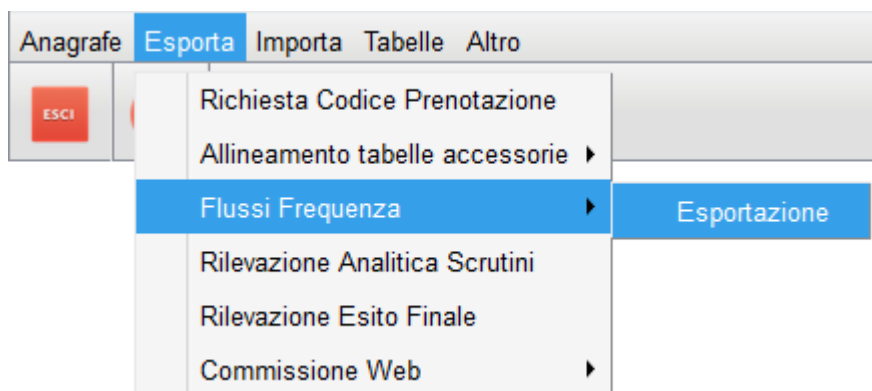 Anagrafe Esporta Importa Tabelle Altro
ESCI
Richiesta Codice Prenotazione
Allineamento tabelle accessorie
Flussi Frequenza Esportazione
Rilevazione Analitica Scrutini
Rilevazione Esito Finale
Commissione Web